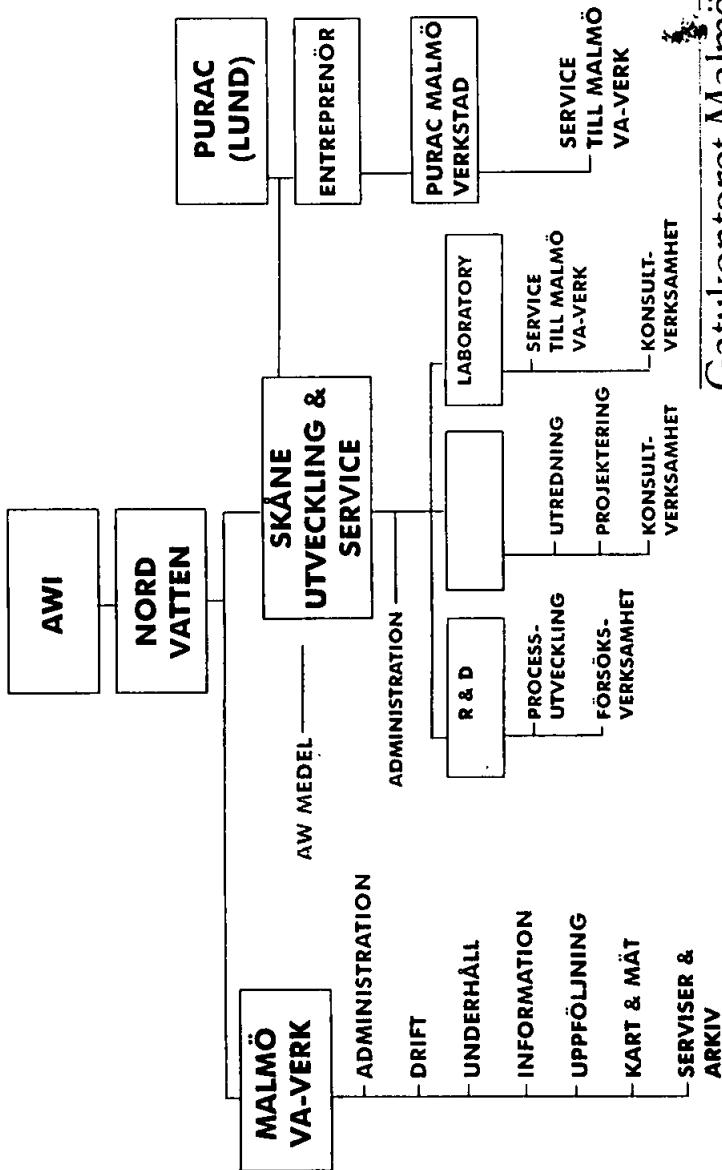 AWI
NORD
VATTEN
MALMÖ
VA-VERK
ADMINISTRATION
DRIFT
UNDERHÅLL
INFORMATION
UPPFÖLJNING
KART & MÄT
SERVISER &
ARKIV
AW MEDEL
SKÅNE
UTVECKLING &
SERVICE
ADMINISTRATION
R & D
PROCESS-
UTVECKLING
FÖRSÖKS-
VERKSAMHET
UTREDNING
PROJEKTERING
KONSULT-
VERKSAMHET
LABORATORY
SERVICE
TILL MALMÖ
VA-VERK
KONSULT-
VERKSAMHET
PURAC
(LUND)
ENTREPRENÖR
PURAC MALMÖ
VERKSTAD
SERVICE
TILL MALMÖ
VA-VERK
Gatukontoret Malmö